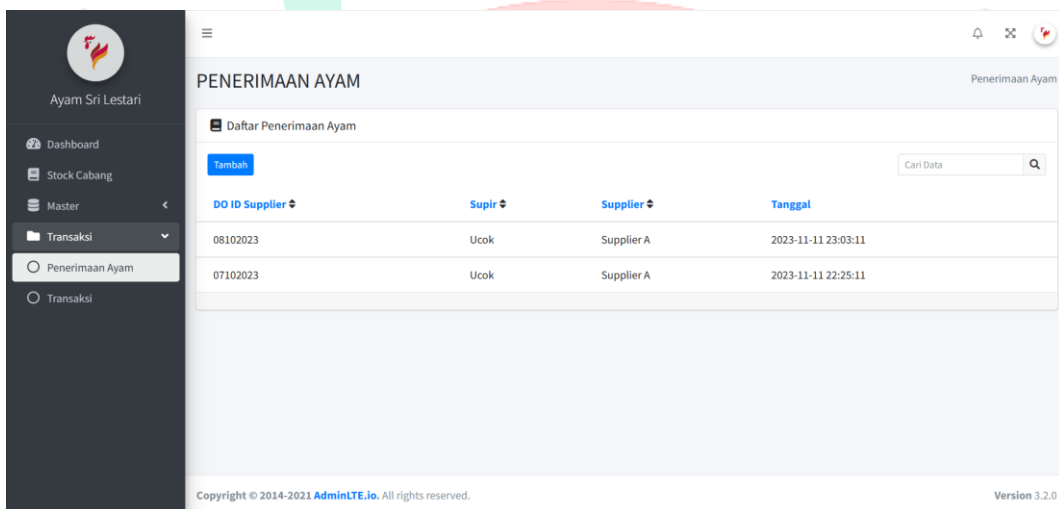 Ayam Sri Lestari
Dashboard
Stock Cabang
Master
Transaksi
Penerimaan Ayam
Transaksi
PENERIMAAN AYAM
Penerimaan Ayam
Daftar Penerimaan Ayam
Tambah
Cari Data
DO ID Supplier Supir Supplier Tanggal
08102023 Ucok Supplier A 2023-11-11 23:03:11
07102023 Ucok Supplier A 2023-11-11 22:25:11
Copyright © 2014-2021 AdminLTE.io. All rights reserved.
Version 3.2.0